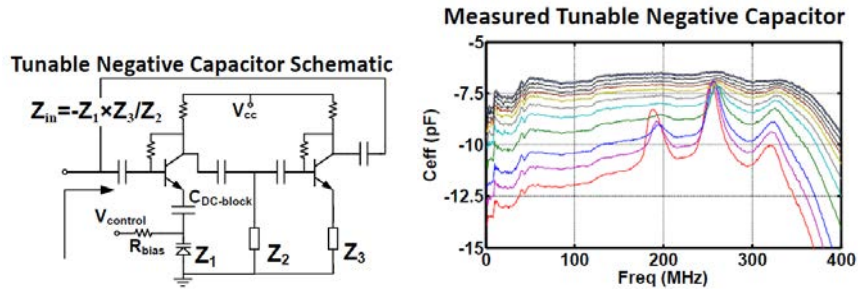 Tunable Negative Capacitor Schematic
Zin=-Z1×Z3/Z2
Vcc
CDC-block
Vcontrol
Rbias
Z1
Z2
Z3
Measured Tunable Negative Capacitor
Ceff (pF)
-5
-7.5
-10
-12.5
-15
0
100
200
300
400
Freq (MHz)